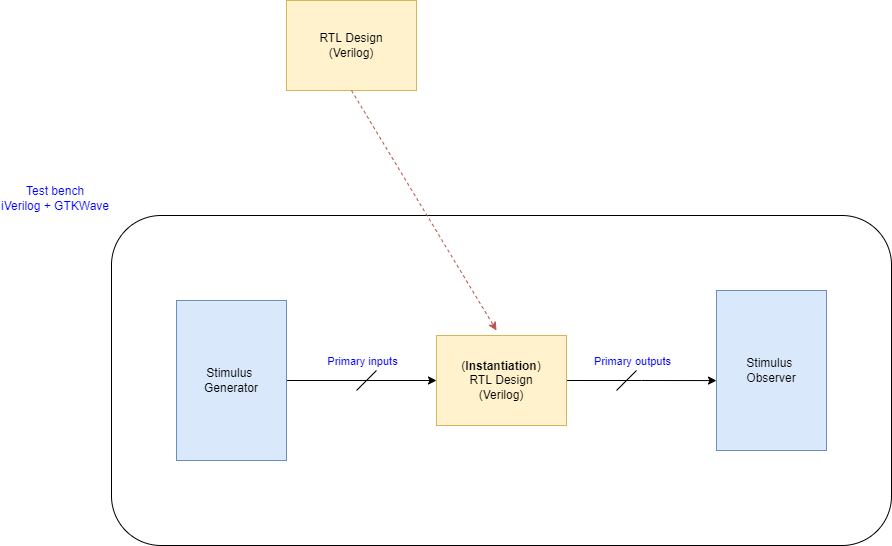 RTL Design
(Verilog)
Test bench
iVerilog + GTKWave
Stimulus
Generator
Primary inputs
(Instantiation)
RTL Design
(Verilog)
Primary outputs
Stimulus
Observer